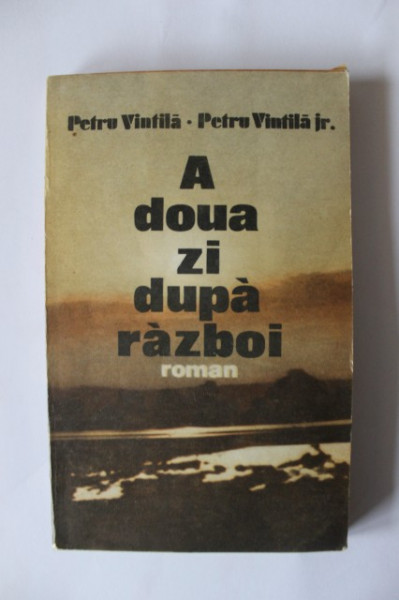 Petru Vintilă • Petru Vintilă jr.
A
doua
zi
după
război
roman